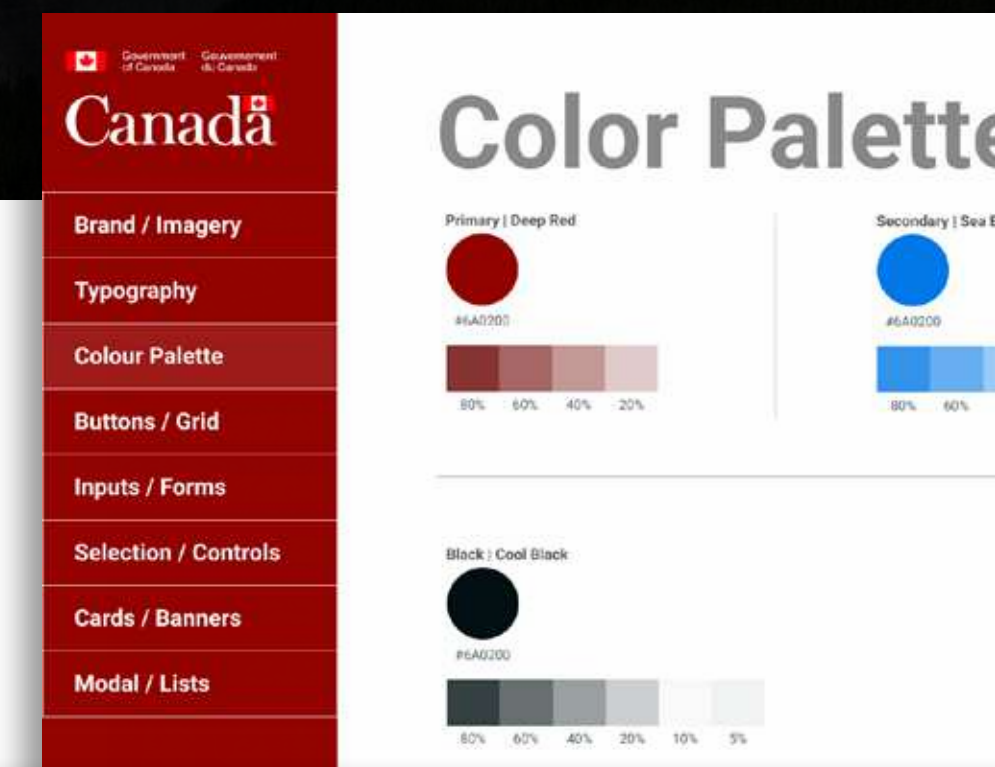 Government Gouvernement
of Canada du Canada
Canada
Brand / Imagery
Typography
Colour Palette
Buttons / Grid
Inputs / Forms
Selection / Controls
Cards / Banners
Modal / Lists
Color Palette
Primary | Deep Red
#6A0200
80% 60% 40% 20%
Secondary | Sea
#6A0200
80% 60%
Black | Cool Black
#6A0200
80% 60% 40% 20% 10% 5%